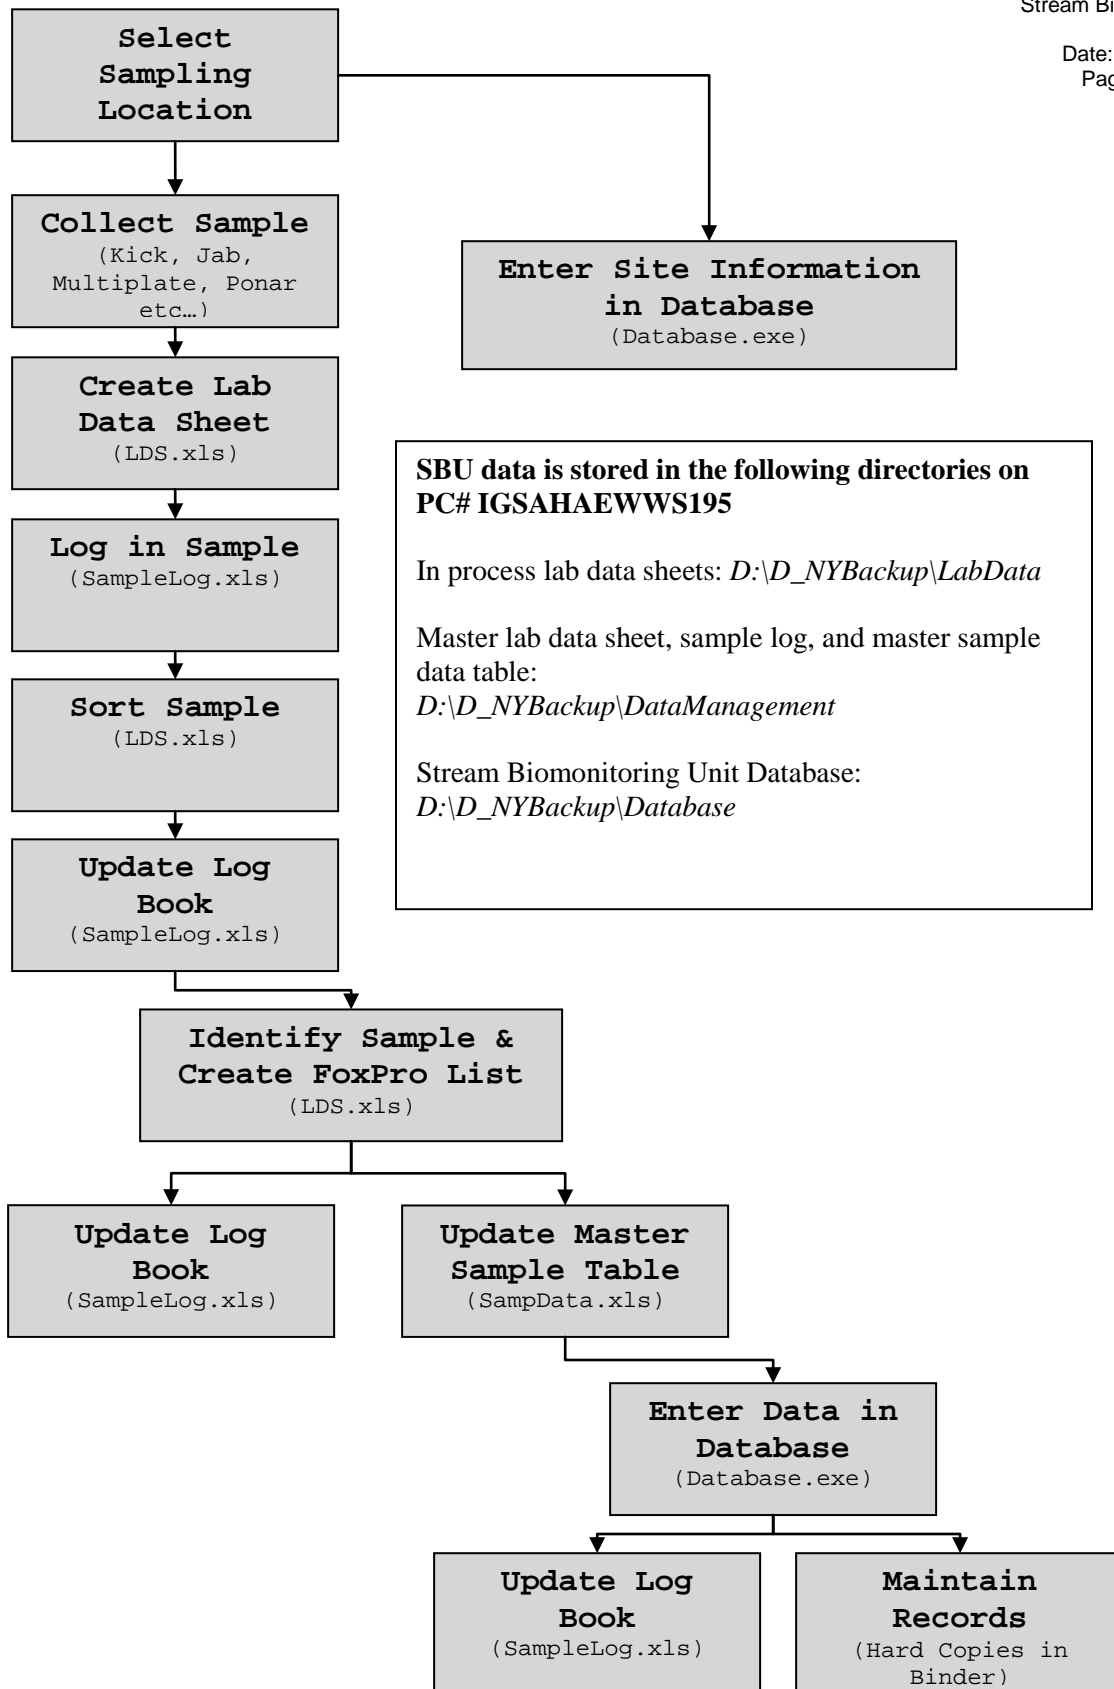 Stream Bi
Date:
Pag
Select
Sampling
Location
Collect Sample
(Kick, Jab,
Multiplate, Ponar
etc…)
Enter Site Information
in Database
(Database.exe)
Create Lab
Data Sheet
(LDS.xls)
Log in Sample
(SampleLog.xls)
Sort Sample
(LDS.xls)
Update Log
Book
(SampleLog.xls)
SBU data is stored in the following directories on
PC# IGSAHAEWWS195
In process lab data sheets: D:\D_NYBackup\LabData
Master lab data sheet, sample log, and master sample
data table:
D:\D_NYBackup\DataManagement
Stream Biomonitoring Unit Database:
D:\D_NYBackup\Database
Identify Sample &
Create FoxPro List
(LDS.xls)
Update Log
Book
(SampleLog.xls)
Update Master
Sample Table
(SampData.xls)
Enter Data in
Database
(Database.exe)
Update Log
Book
(SampleLog.xls)
Maintain
Records
(Hard Copies in
Binder)